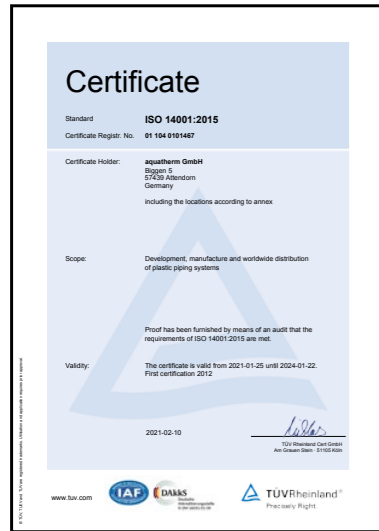 Certificate
Standard ISO 14001:2015
Certificate Registr. No. 01 104 0101467
Certificate Holder: aquatherm GmbH
Biggen 5
57439 Attendorn
Germany
including the locations according to annex
Scope: Development, manufacture and worldwide distribution
of plastic piping systems
Proof has been furnished by means of an audit that the
requirements of ISO 14001:2015 are met.
Validity: The certificate is valid from 2021-01-25 until 2024-01-22.
First certification 2012
2021-02-10
TÜV Rheinland Cert GmbH
Am Grauen Stein · 51105 Köln
www.tuv.com
IAF
DAkkS
Deutsche
Akkreditierungsstelle
TÜVRheinland®
Precisely Right.